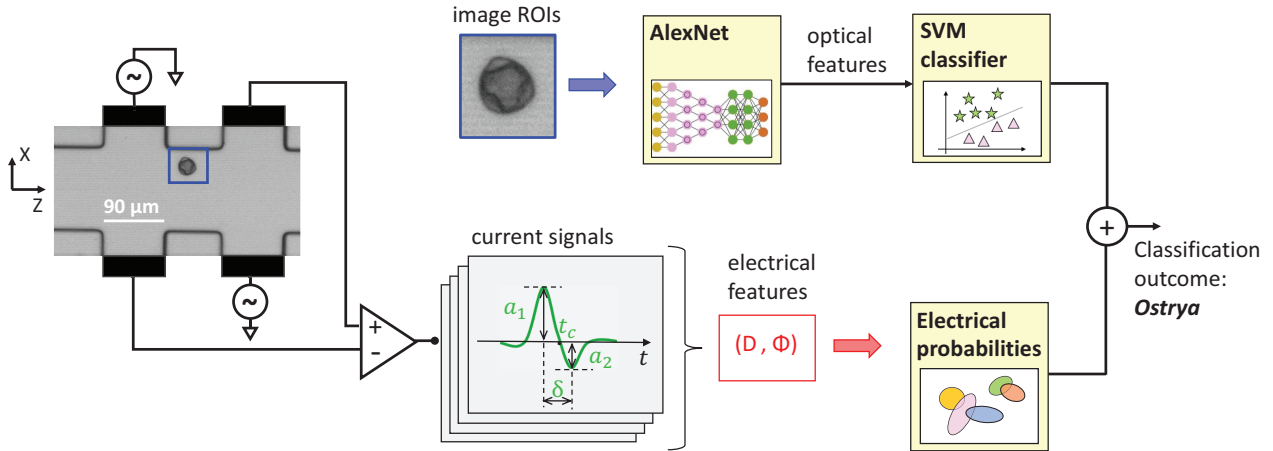 image ROIs
AlexNet
optical
features
SVM
classifier
~
X
Z
90 μm
~
+
-
current signals
a₁
t_c
a₂
t
δ
electrical
features
(D , Φ)
Electrical
probabilities
+
Classification
outcome:
Ostrya